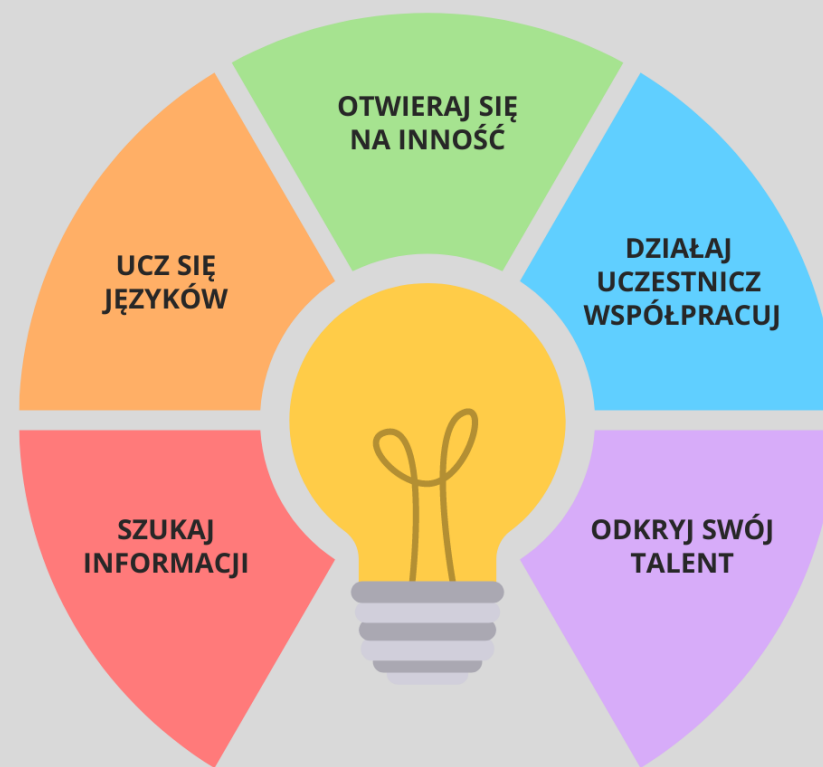 OTWIERAJ SIĘ
NA INNOŚĆ
UCZ SIĘ
JĘZYKÓW
DZIAŁAJ
UCZESTNICZ
WSPÓŁPRACUJ
SZUKAJ
INFORMACJI
ODKRYJ SWÓJ
TALENT